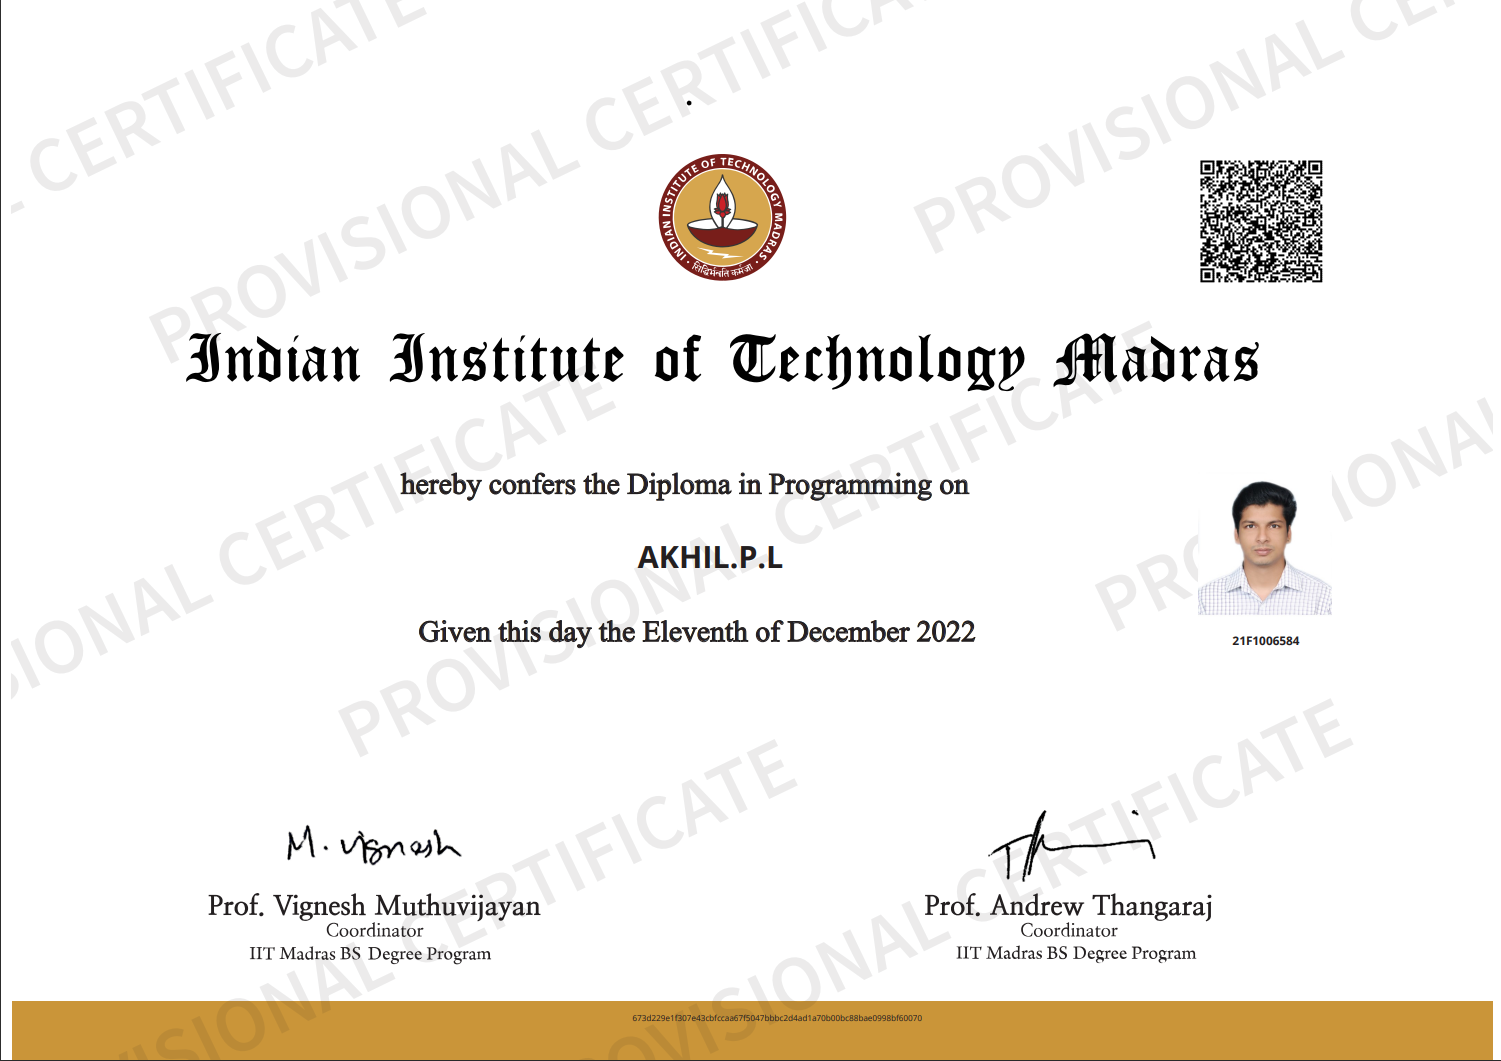 PROVISIONAL CERTIFICATE
INDIAN INSTITUTE OF TECHNOLOGY MADRAS
सिद्धिर्भवति कर्मजा
Indian Institute of Technology Madras
hereby confers the Diploma in Programming on
AKHIL.P.L
Given this day the Eleventh of December 2022
21F1006584
M. Vignesh
Prof. Vignesh Muthuvijayan
Coordinator
IIT Madras BS Degree Program
Prof. Andrew Thangaraj
Coordinator
IIT Madras BS Degree Program
673d229e1f307e43cbfccaa67f5047bbbc2d4ad1a70b00bc88bae0998bf60070